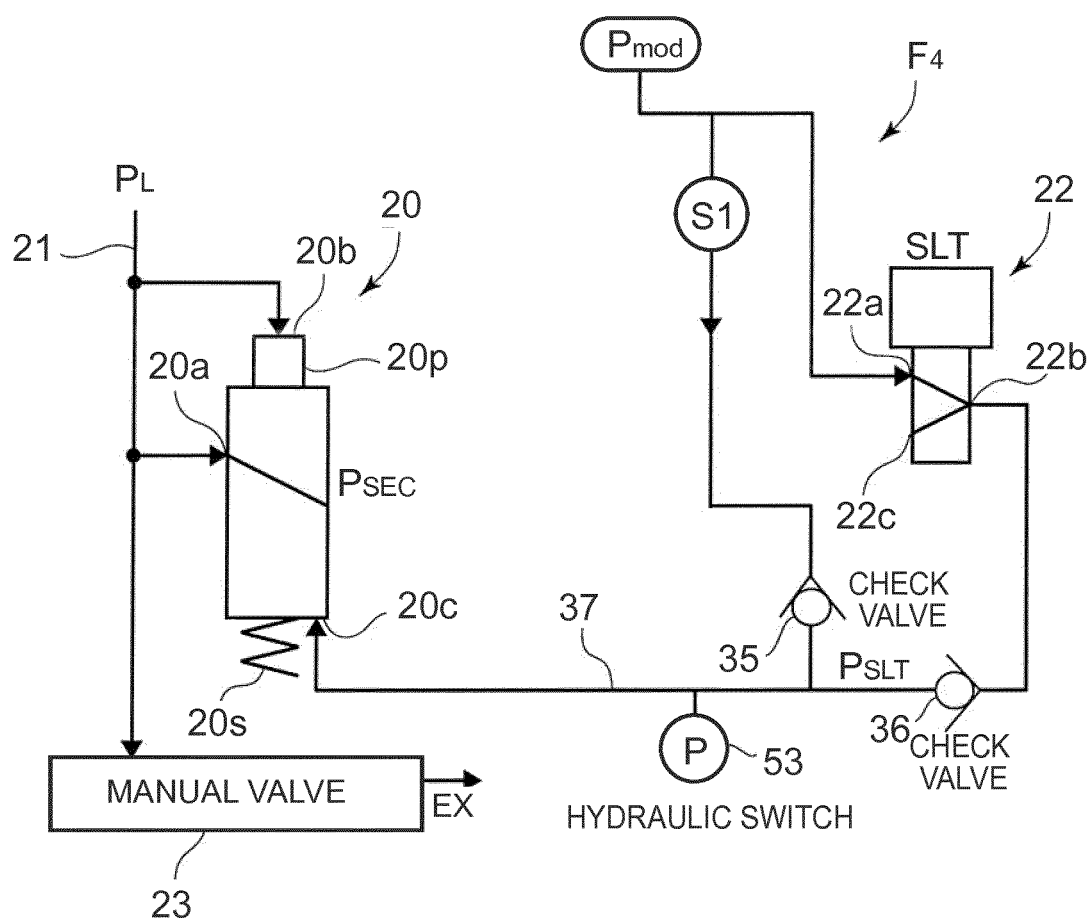 Pmod
F4
PL
20
22
21
20b
S1
SLT
22a
20a
20p
22b
PSEC
22c
20c
37
CHECK
VALVE
35
PSLT
20s
36
CHECK
VALVE
P
53
MANUAL VALVE
EX
HYDRAULIC SWITCH
23